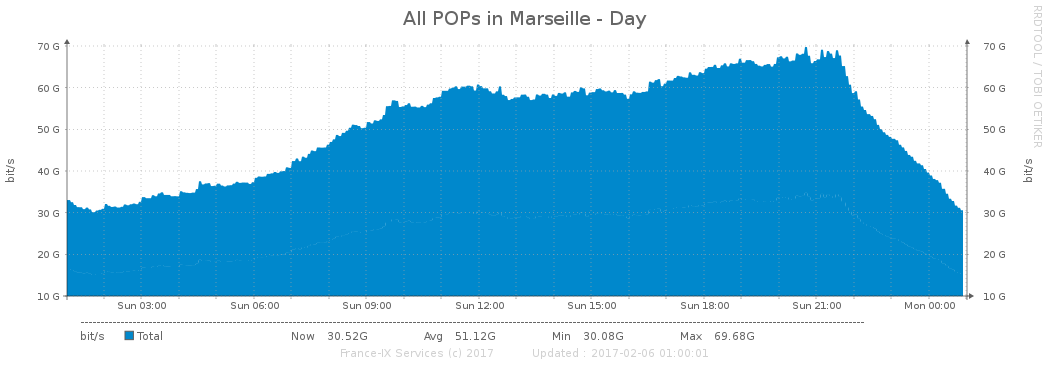 All POPs in Marseille - Day
RRDTOOL / TOBI OETIKER
bit/s
70 G
60 G
50 G
40 G
30 G
20 G
10 G
70 G
60 G
50 G
40 G
30 G
20 G
10 G
bit/s
Sun 03:00 Sun 06:00 Sun 09:00 Sun 12:00 Sun 15:00 Sun 18:00 Sun 21:00 Mon 00:00
bit/s Total Now 30.52G Avg 51.12G Min 30.08G Max 69.68G
France-IX Services (c) 2017 Updated : 2017-02-06 01:00:01